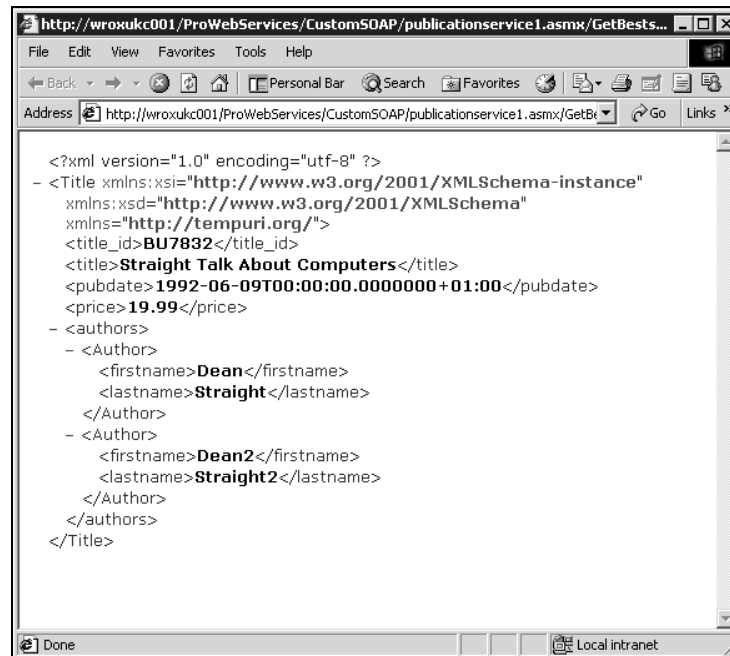 http://wroxukc001/ProWebServices/CustomSOAP/publicationservice1.asmx/GetBests...
File Edit View Favorites Tools Help
Back Personal Bar Search Favorites
Address http://wroxukc001/ProWebServices/CustomSOAP/publicationservice1.asmx/GetBe Go Links »
<?xml version="1.0" encoding="utf-8" ?>
- <Title xmlns:xsi="http://www.w3.org/2001/XMLSchema-instance"
xmlns:xsd="http://www.w3.org/2001/XMLSchema"
xmlns="http://tempuri.org/">
<title_id>BU7832</title_id>
<title>Straight Talk About Computers</title>
<pubdate>1992-06-09T00:00:00.0000000+01:00</pubdate>
<price>19.99</price>
- <authors>
- <Author>
<firstname>Dean</firstname>
<lastname>Straight</lastname>
</Author>
- <Author>
<firstname>Dean2</firstname>
<lastname>Straight2</lastname>
</Author>
</authors>
</Title>
Done Local intranet